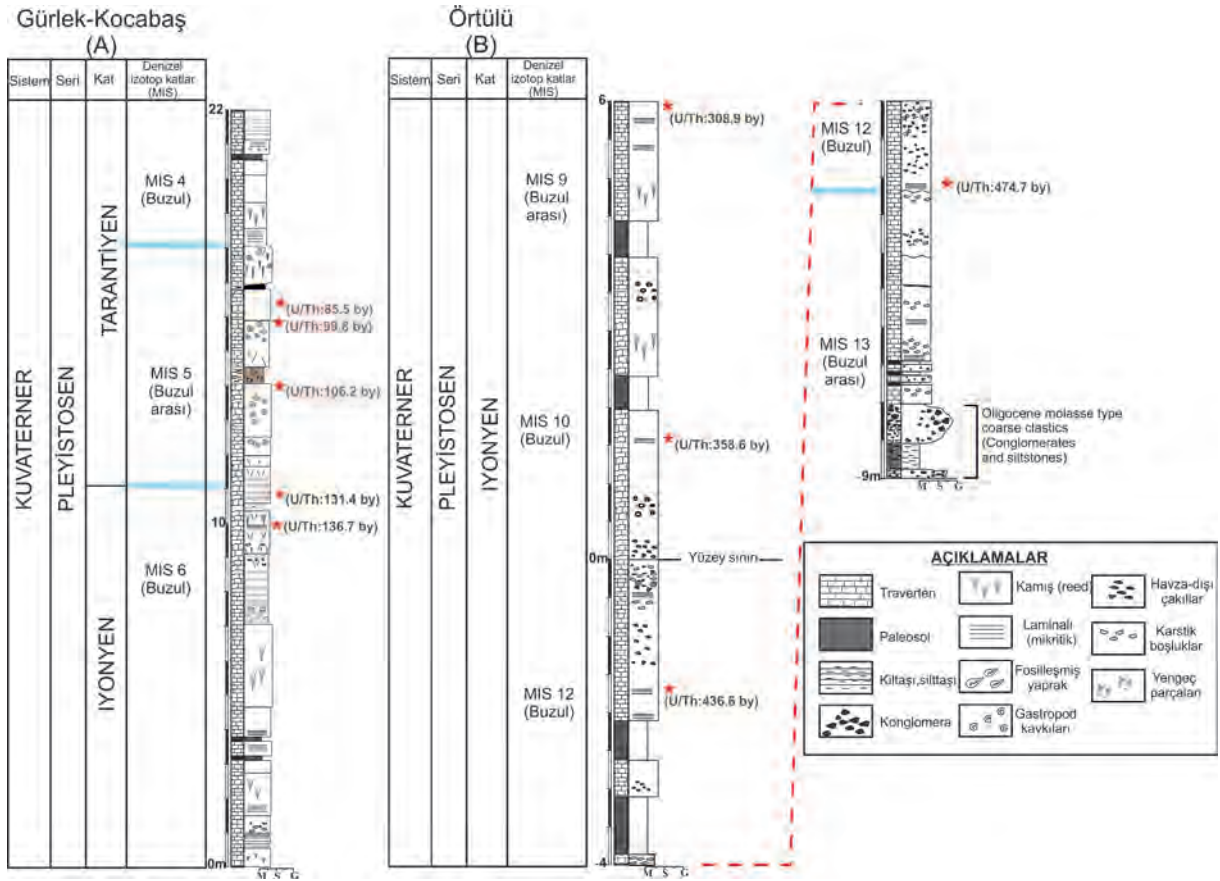 Gürlek-Kocabaş
(A)
Sistem
Seri
Kat
Denizel
izotop katlar
(MIS)
22
10
0m
KUVATERNER
PLEYİSTOSEN
TARANTİYEN
IYONYEN
MIS 4
(Buzul)
MIS 5
(Buzul
arası)
MIS 6
(Buzul)
(U/Th:85.5 by)
(U/Th:99.8 by)
(U/Th:106.2 by)
(U/Th:131.4 by)
(U/Th:136.7 by)
M S G
Örtülü
(B)
Sistem
Seri
Kat
Denizel
izotop katlar
(MIS)
6
0m
-4
KUVATERNER
PLEYİSTOSEN
IYONYEN
MIS 9
(Buzul
arası)
MIS 10
(Buzul)
MIS 12
(Buzul)
(U/Th:308.9 by)
(U/Th:358.6 by)
Yüzey sınırı
(U/Th:436.6 by)
M S G
MIS 12
(Buzul)
(U/Th:474.7 by)
MIS 13
(Buzul
arası)
-9m
M S G
Oligocene molasse type
coarse clastics
(Conglomerates
and siltstones)
AÇIKLAMALAR
Traverten
Paleosol
Kiltaşı,silttaşı
Konglomera
Kamış (reed)
Laminalı
(mikritik)
Fosilleşmiş
yaprak
Gastropod
kavkıları
Havza-dışı
çakıllar
Karstik
boşluklar
Yengeç
parçaları